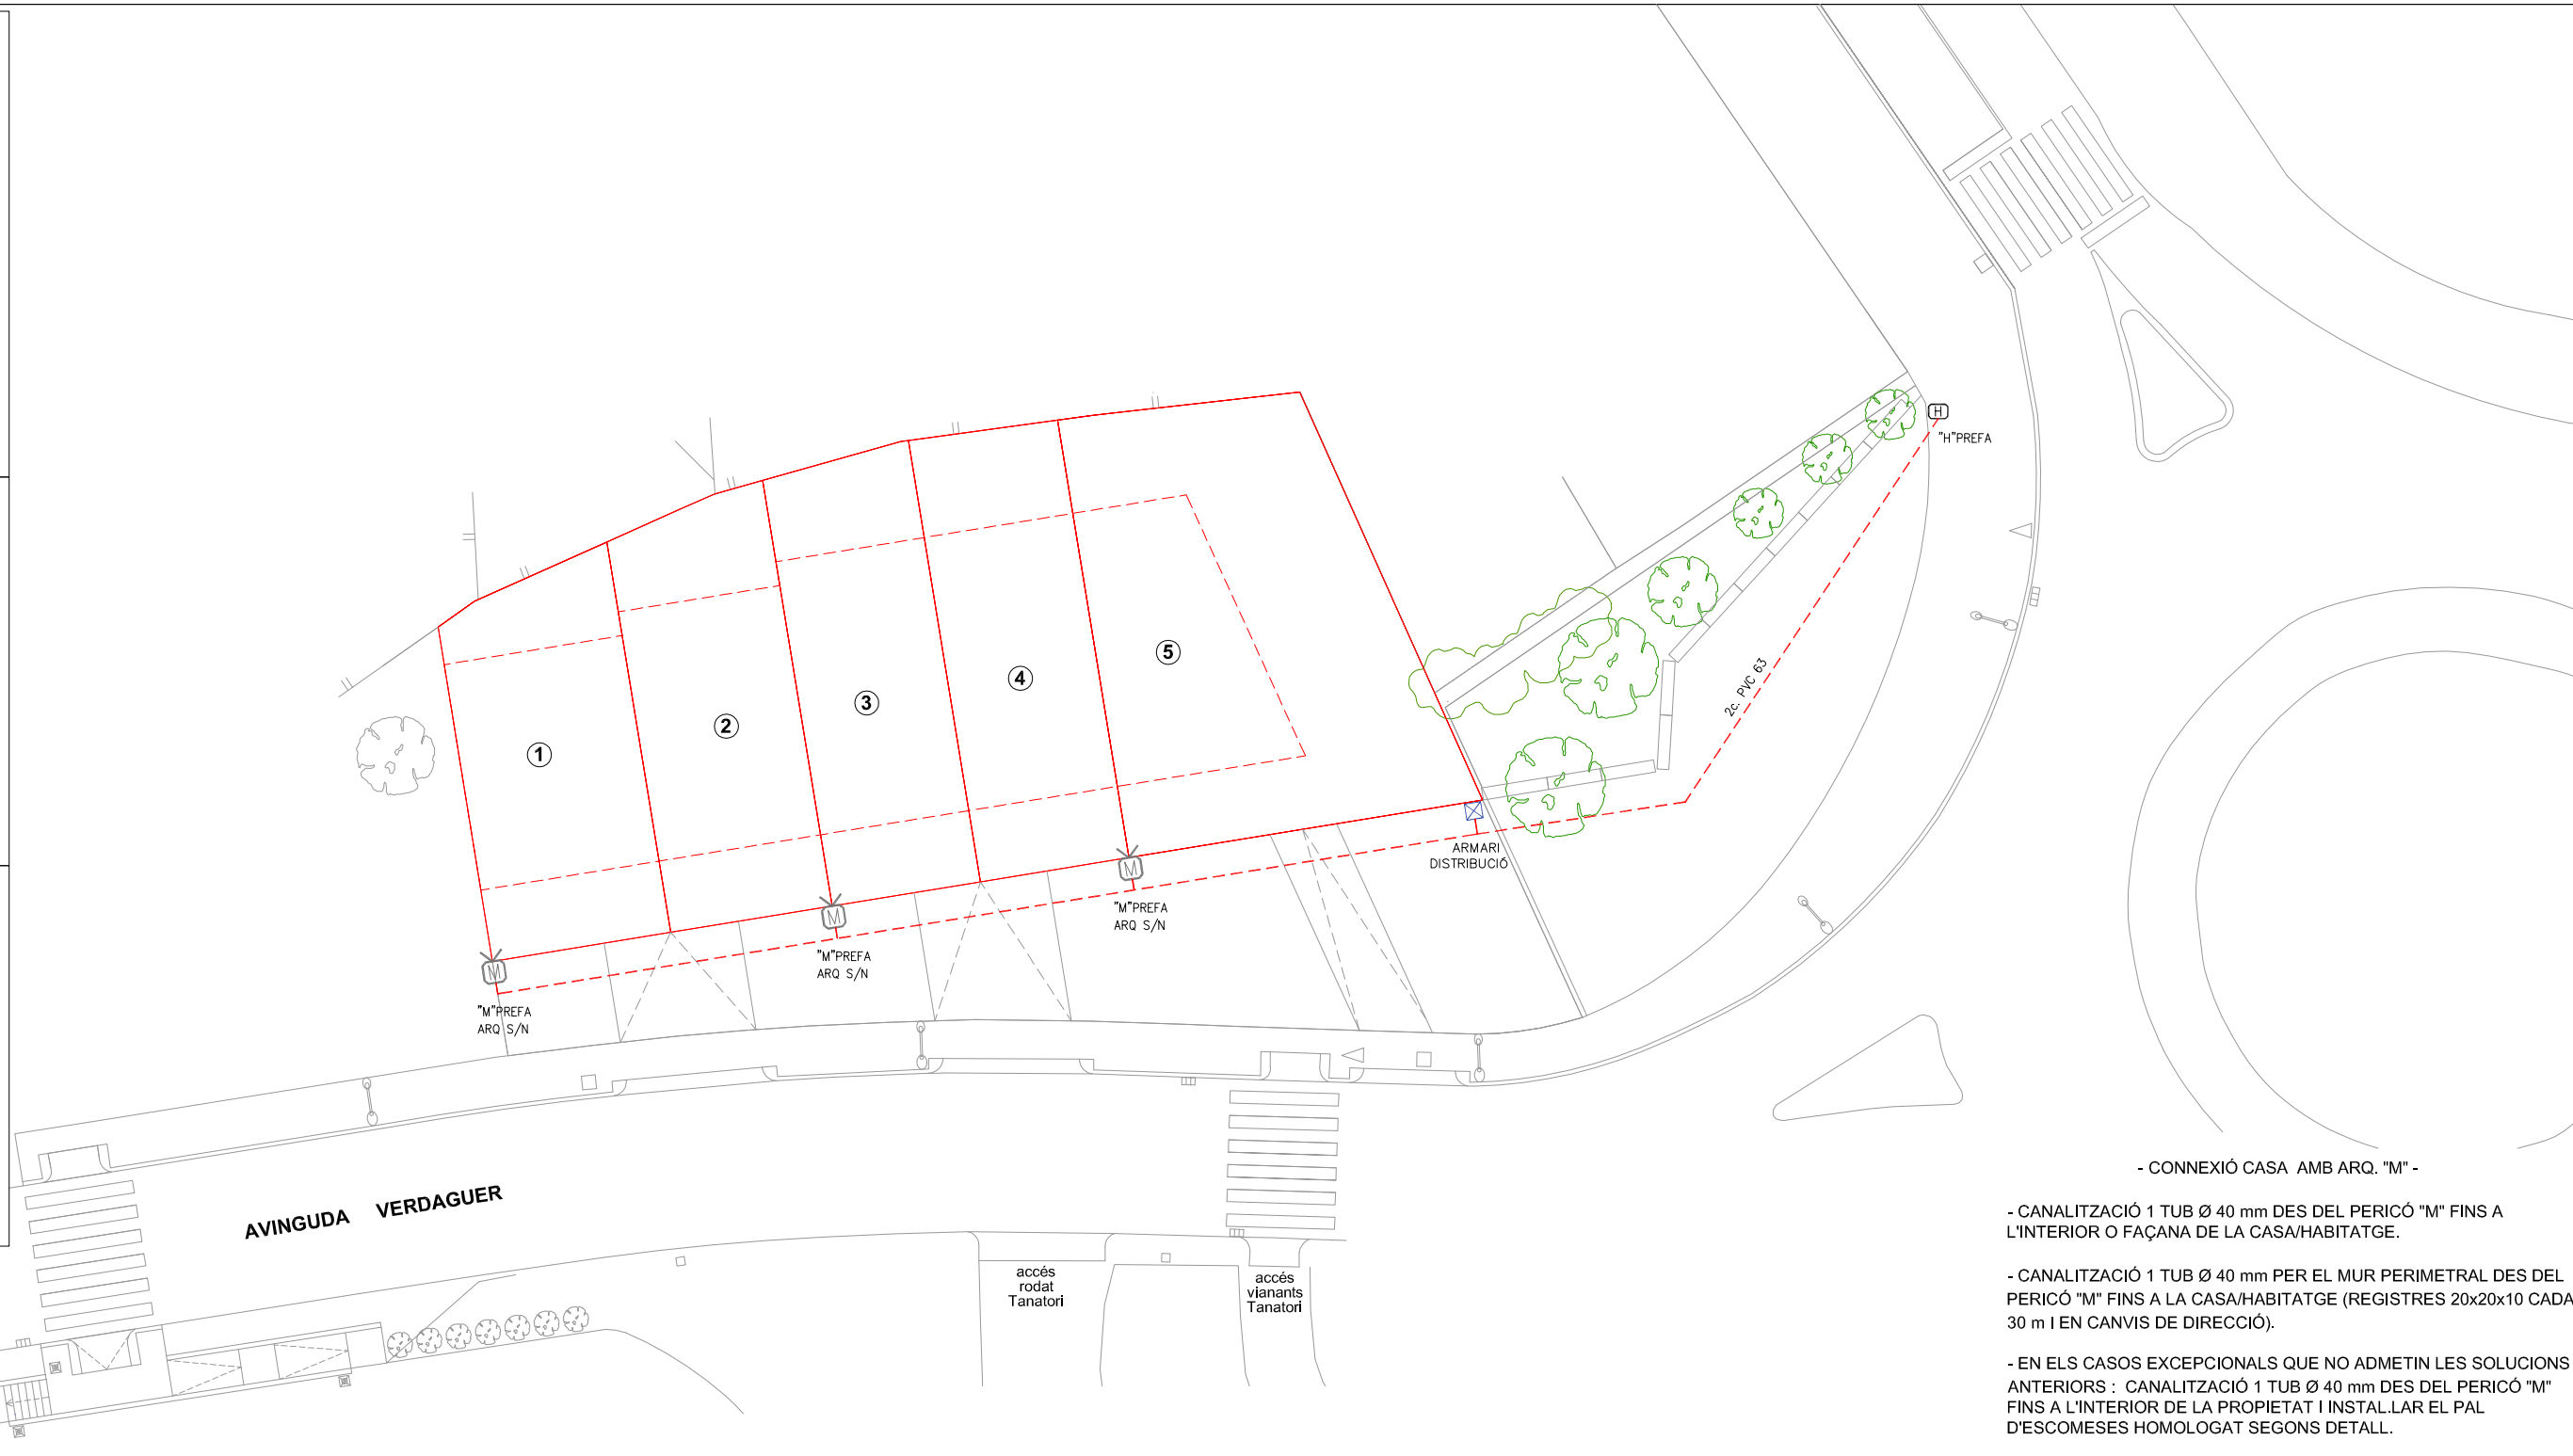 H
"H"PREFA
2c. PVC 63
5
4
3
2
1
ARMARI
DISTRIBUCIÓ
M
"M"PREFA
ARQ S/N
M
"M"PREFA
ARQ S/N
M
"M"PREFA
ARQ S/N
AVINGUDA VERDAGUER
accés
rodat
Tanatori
accés
vianants
Tanatori
- CONNEXIÓ CASA AMB ARQ. "M" -
- CANALITZACIÓ 1 TUB Ø 40 mm DES DEL PERICÓ "M" FINS A
L'INTERIOR O FAÇANA DE LA CASA/HABITATGE.
- CANALITZACIÓ 1 TUB Ø 40 mm PER EL MUR PERIMETRAL DES DEL
PERICÓ "M" FINS A LA CASA/HABITATGE (REGISTRES 20x20x10 CADA
30 m I EN CANVIS DE DIRECCIÓ).
- EN ELS CASOS EXCEPCIONALS QUE NO ADMETIN LES SOLUCIONS
ANTERIORS : CANALITZACIÓ 1 TUB Ø 40 mm DES DEL PERICÓ "M"
FINS A L'INTERIOR DE LA PROPIETAT I INSTAL.LAR EL PAL
D'ESCOMESES HOMOLOGAT SEGONS DETALL.